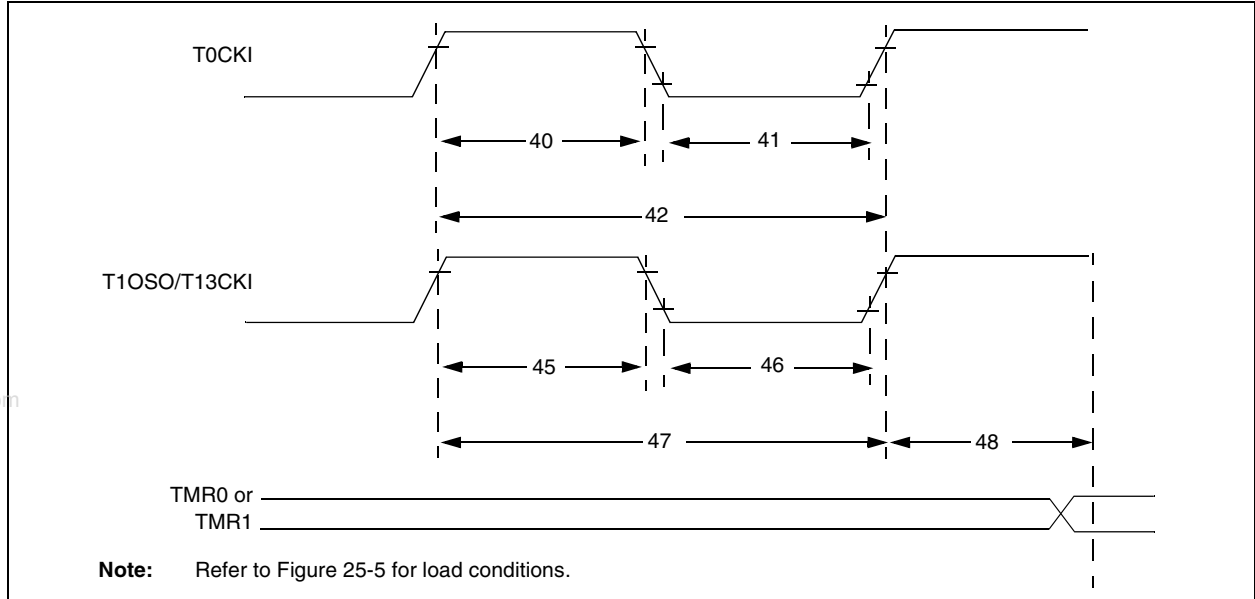 T0CKI
40
41
42
T1OSO/T13CKI
45
46
om
47
48
TMR0 or
TMR1
Note: Refer to Figure 25-5 for load conditions.